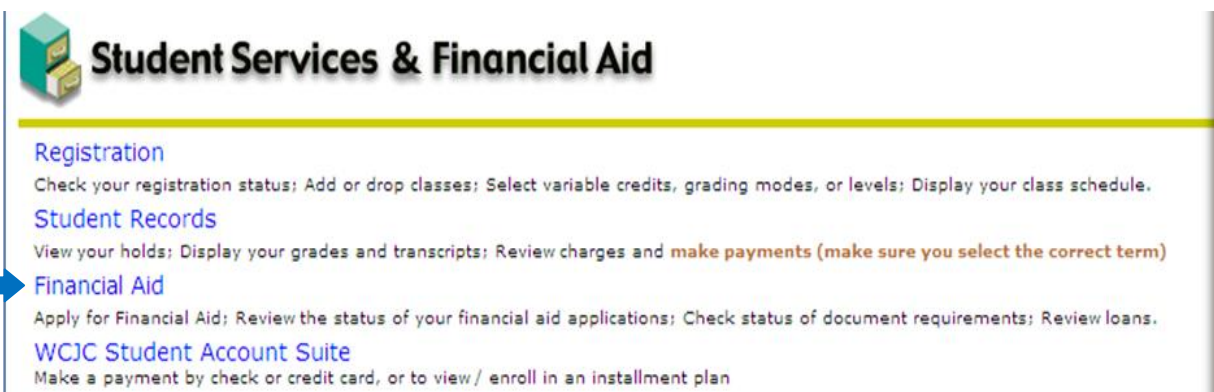 Student Services & Financial Aid
Registration
Check your registration status; Add or drop classes; Select variable credits, grading modes, or levels; Display your class schedule.
Student Records
View your holds; Display your grades and transcripts; Review charges and make payments (make sure you select the correct term)
Financial Aid
Apply for Financial Aid; Review the status of your financial aid applications; Check status of document requirements; Review loans.
WCJC Student Account Suite
Make a payment by check or credit card, or to view / enroll in an installment plan